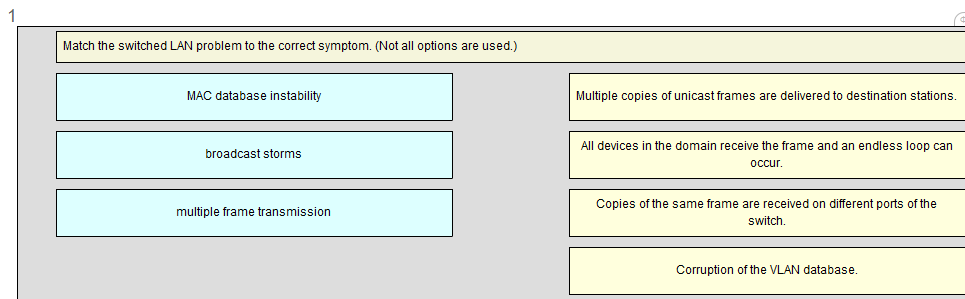 1
Match the switched LAN problem to the correct symptom. (Not all options are used.)
MAC database instability
Multiple copies of unicast frames are delivered to destination stations.
broadcast storms
All devices in the domain receive the frame and an endless loop can
occur.
multiple frame transmission
Copies of the same frame are received on different ports of the
switch.
Corruption of the VLAN database.